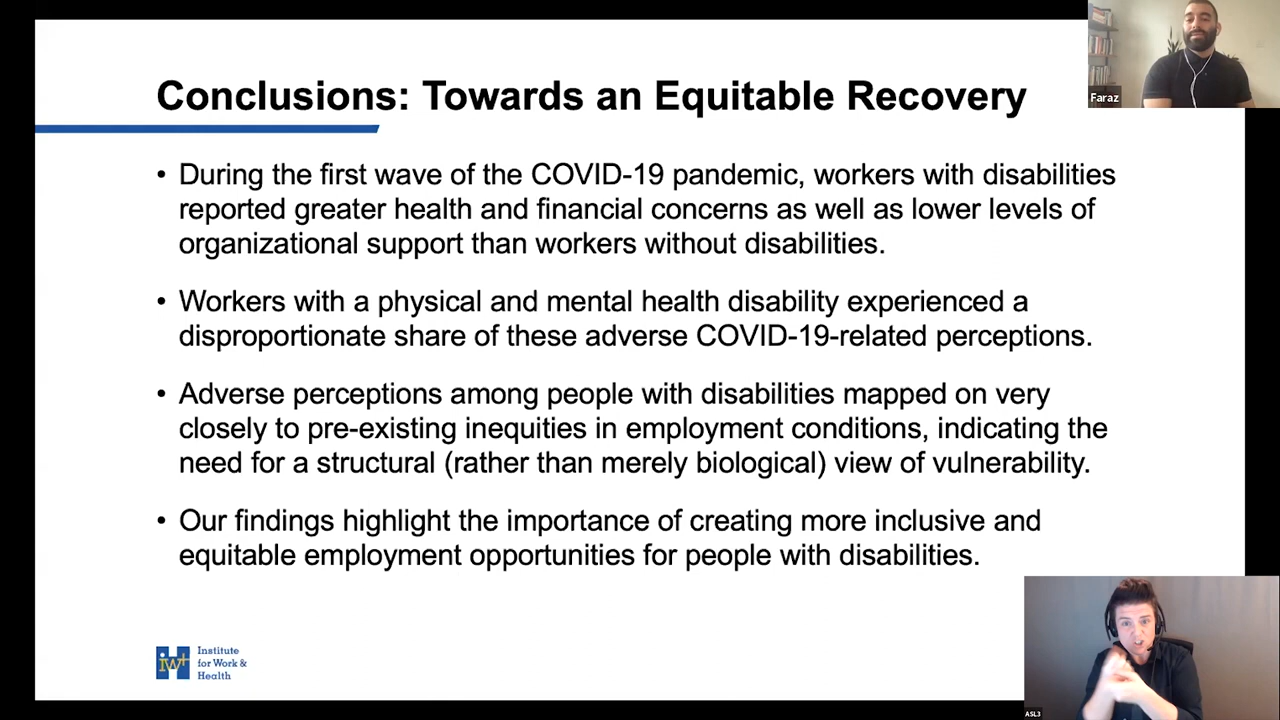 Conclusions: Towards an Equitable Recovery
Faraz
• During the first wave of the COVID-19 pandemic, workers with disabilities
reported greater health and financial concerns as well as lower levels of
organizational support than workers without disabilities.
• Workers with a physical and mental health disability experienced a
disproportionate share of these adverse COVID-19-related perceptions.
• Adverse perceptions among people with disabilities mapped on very
closely to pre-existing inequities in employment conditions, indicating the
need for a structural (rather than merely biological) view of vulnerability.
• Our findings highlight the importance of creating more inclusive and
equitable employment opportunities for people with disabilities.
iw+
Institute
for Work &
Health
ASL3